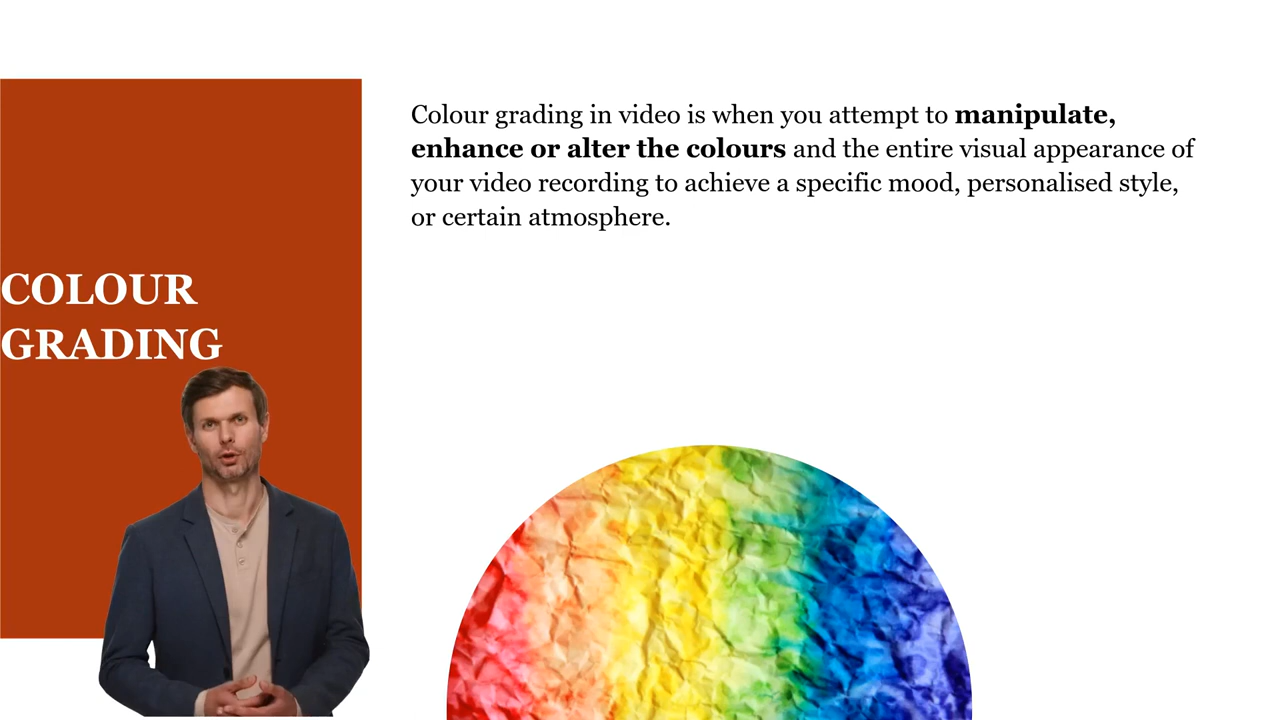 COLOUR
GRADING
Colour grading in video is when you attempt to manipulate,
enhance or alter the colours and the entire visual appearance of
your video recording to achieve a specific mood, personalised style,
or certain atmosphere.